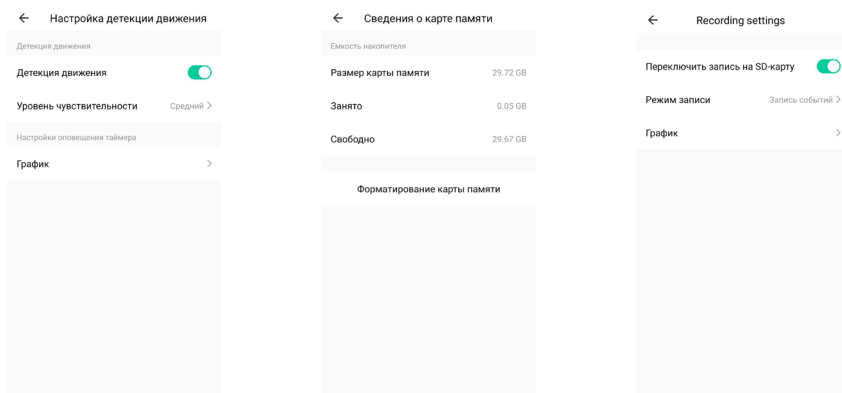 Настройка детекции движения
Детекция движения
Детекция движения
Уровень чувствительности Средний
Настройки оповещения таймера
График
Сведения о карте памяти
Емкость накопителя
Размер карты памяти 29.72 GB
Занято 0.05 GB
Свободно 29.67 GB
Форматирование карты памяти
Recording settings
Переключить запись на SD-карту
Режим записи Запись событий
График